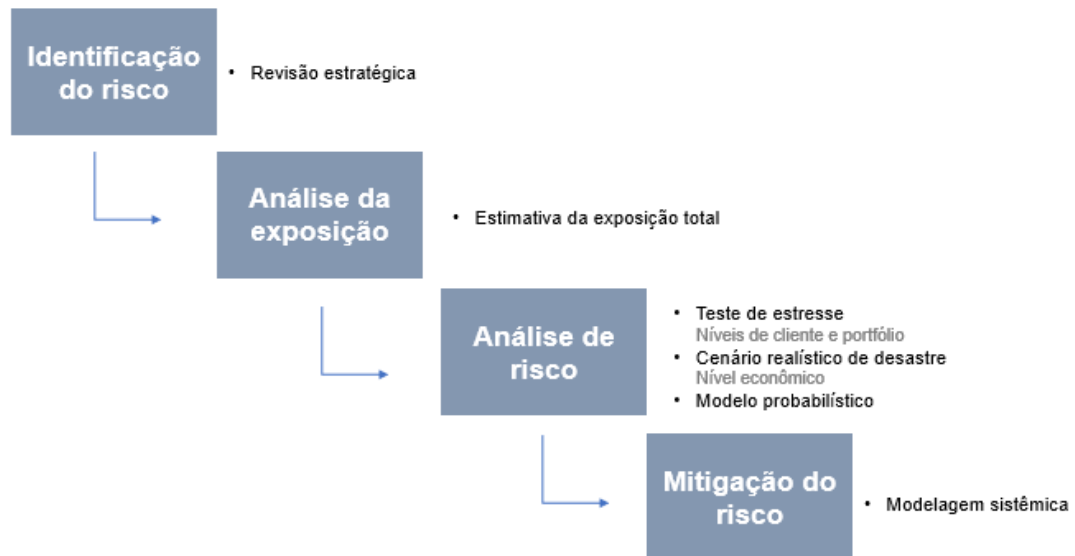 Identificação
do risco
• Revisão estratégica
Análise da
exposição
• Estimativa da exposição total
Análise de
risco
• Teste de estresse
Níveis de cliente e portfólio
• Cenário realístico de desastre
Nível econômico
• Modelo probabilístico
Mitigação do
risco
• Modelagem sistêmica